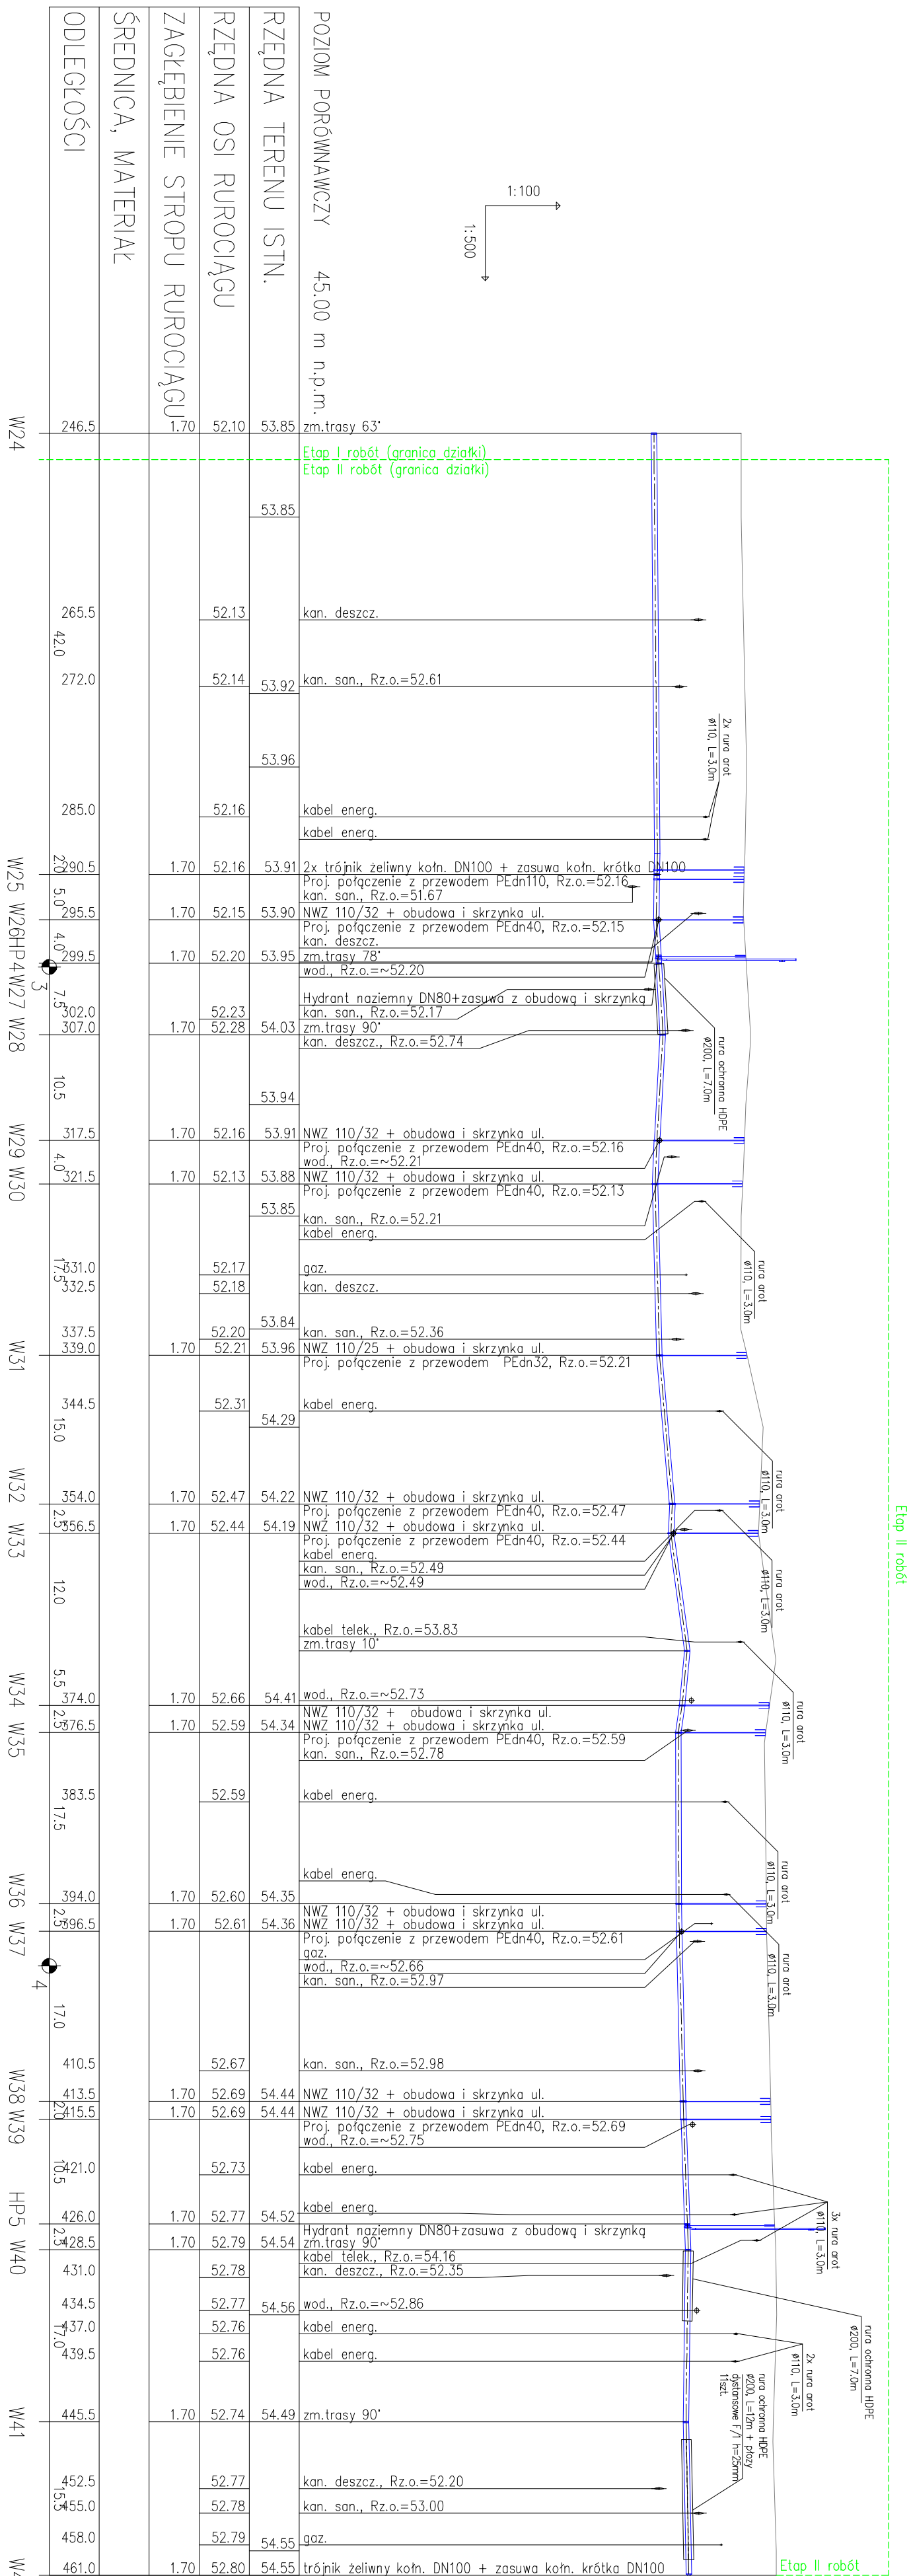 POZIOM PORÓWNAWCZY 45.00 m n.p.m.
RZĘDNA TERENU ISTN.
RZĘDNA OSI RUROCIĄGU
ZAGŁĘBIENIE STROPU RUROCIĄGU
ŚREDNICA, MATERIAŁ
ODLEGŁOŚCI
1:100
1:500
W24
246.5 1.70 52.10 53.85 zm.trasy 63°
Etap I robót (granica działki)
Etap II robót (granica działki)
53.85
265.5 52.13 kan. deszcz.
42.0
272.0 52.14 53.92 kan. san., Rz.o.=52.61
53.96
2x rura arot
ø110, L=3.0m
285.0 52.16 kabel energ.
kabel energ.
W25
2.0
290.5 1.70 52.16 53.91 2x trójnik żeliwny kołn. DN100 + zasuwa kołn. krótka DN100
Proj. połączenie z przewodem PEdn110, Rz.o.=52.16
kan. san., Rz.o.=51.67
5.0
W26
295.5 1.70 52.15 53.90 NWZ 110/32 + obudowa i skrzynka ul.
Proj. połączenie z przewodem PEdn40, Rz.o.=52.15
kan. deszcz.
4.0
HP4
W27
299.5 1.70 52.20 53.95 zm.trasy 78°
wod., Rz.o.=~52.20
3
7.5
Hydrant naziemny DN80+zasuwa z obudową i skrzynką
302.0 52.23 kan. san., Rz.o.=52.17
W28
307.0 1.70 52.28 54.03 zm.trasy 90°
kan. deszcz., Rz.o.=52.74
rura ochronna HDPE
ø200, L=7.0m
10.5
53.94
W29
317.5 1.70 52.16 53.91 NWZ 110/32 + obudowa i skrzynka ul.
Proj. połączenie z przewodem PEdn40, Rz.o.=52.16
wod., Rz.o.=~52.21
4.0
W30
321.5 1.70 52.13 53.88 NWZ 110/32 + obudowa i skrzynka ul.
Proj. połączenie z przewodem PEdn40, Rz.o.=52.13
53.85
kan. san., Rz.o.=52.21
kabel energ.
rura arot
ø110, L=3.0m
331.0 52.17 gaz.
17.5
332.5 52.18 kan. deszcz.
53.84
337.5 52.20 kan. san., Rz.o.=52.36
W31
339.0 1.70 52.21 53.96 NWZ 110/25 + obudowa i skrzynka ul.
Proj. połączenie z przewodem PEdn32, Rz.o.=52.21
344.5 52.31 kabel energ.
15.0
54.29
rura arot
ø110, L=3.0m
W32
354.0 1.70 52.47 54.22 NWZ 110/32 + obudowa i skrzynka ul.
Proj. połączenie z przewodem PEdn40, Rz.o.=52.47
2.5
W33
356.5 1.70 52.44 54.19 NWZ 110/32 + obudowa i skrzynka ul.
Proj. połączenie z przewodem PEdn40, Rz.o.=52.44
kabel energ.
kan. san., Rz.o.=52.49
wod., Rz.o.=~52.49
rura arot
ø110, L=3.0m
12.0
kabel telek., Rz.o.=53.83
zm.trasy 10°
rura arot
ø110, L=3.0m
5.5
W34
374.0 1.70 52.66 54.41 wod., Rz.o.=~52.73
NWZ 110/32 + obudowa i skrzynka ul.
2.5
W35
376.5 1.70 52.59 54.34 NWZ 110/32 + obudowa i skrzynka ul.
Proj. połączenie z przewodem PEdn40, Rz.o.=52.59
kan. san., Rz.o.=52.78
383.5 52.59 kabel energ.
17.5
rura arot
ø110, L=3.0m
kabel energ.
W36
394.0 1.70 52.60 54.35
NWZ 110/32 + obudowa i skrzynka ul.
2.5
W37
396.5 1.70 52.61 54.36 NWZ 110/32 + obudowa i skrzynka ul.
Proj. połączenie z przewodem PEdn40, Rz.o.=52.61
gaz.
wod., Rz.o.=~52.66
kan. san., Rz.o.=52.97
rura arot
ø110, L=3.0m
4
17.0
410.5 52.67 kan. san., Rz.o.=52.98
W38
413.5 1.70 52.69 54.44 NWZ 110/32 + obudowa i skrzynka ul.
2.0
W39
415.5 1.70 52.69 54.44 NWZ 110/32 + obudowa i skrzynka ul.
Proj. połączenie z przewodem PEdn40, Rz.o.=52.69
wod., Rz.o.=~52.75
421.0 52.73 kabel energ.
10.5
kabel energ.
3x rura arot
ø110, L=3.0m
HP5
426.0 1.70 52.77 54.52
Hydrant naziemny DN80+zasuwa z obudową i skrzynką
2.5
W40
428.5 1.70 52.79 54.54 zm.trasy 90°
kabel telek., Rz.o.=54.16
431.0 52.78 kan. deszcz., Rz.o.=52.35
434.5 52.77 54.56 wod., Rz.o.=~52.86
rura ochronna HDPE
ø200, L=7.0m
437.0 52.76 kabel energ.
17.0
439.5 52.76 kabel energ.
2x rura arot
ø110, L=3.0m
W41
445.5 1.70 52.74 54.49 zm.trasy 90°
rura ochronna HDPE
ø200, L=12m + płozy
dystansowe F/1 h=25mm
11szt.
452.5 52.77 kan. deszcz., Rz.o.=52.20
15.5
455.0 52.78 kan. san., Rz.o.=53.00
458.0 52.79 54.55 gaz.
461.0 1.70 52.80 54.55 trójnik żeliwny kołn. DN100 + zasuwa kołn. krótka DN100
Etap II robót
Etap II robót